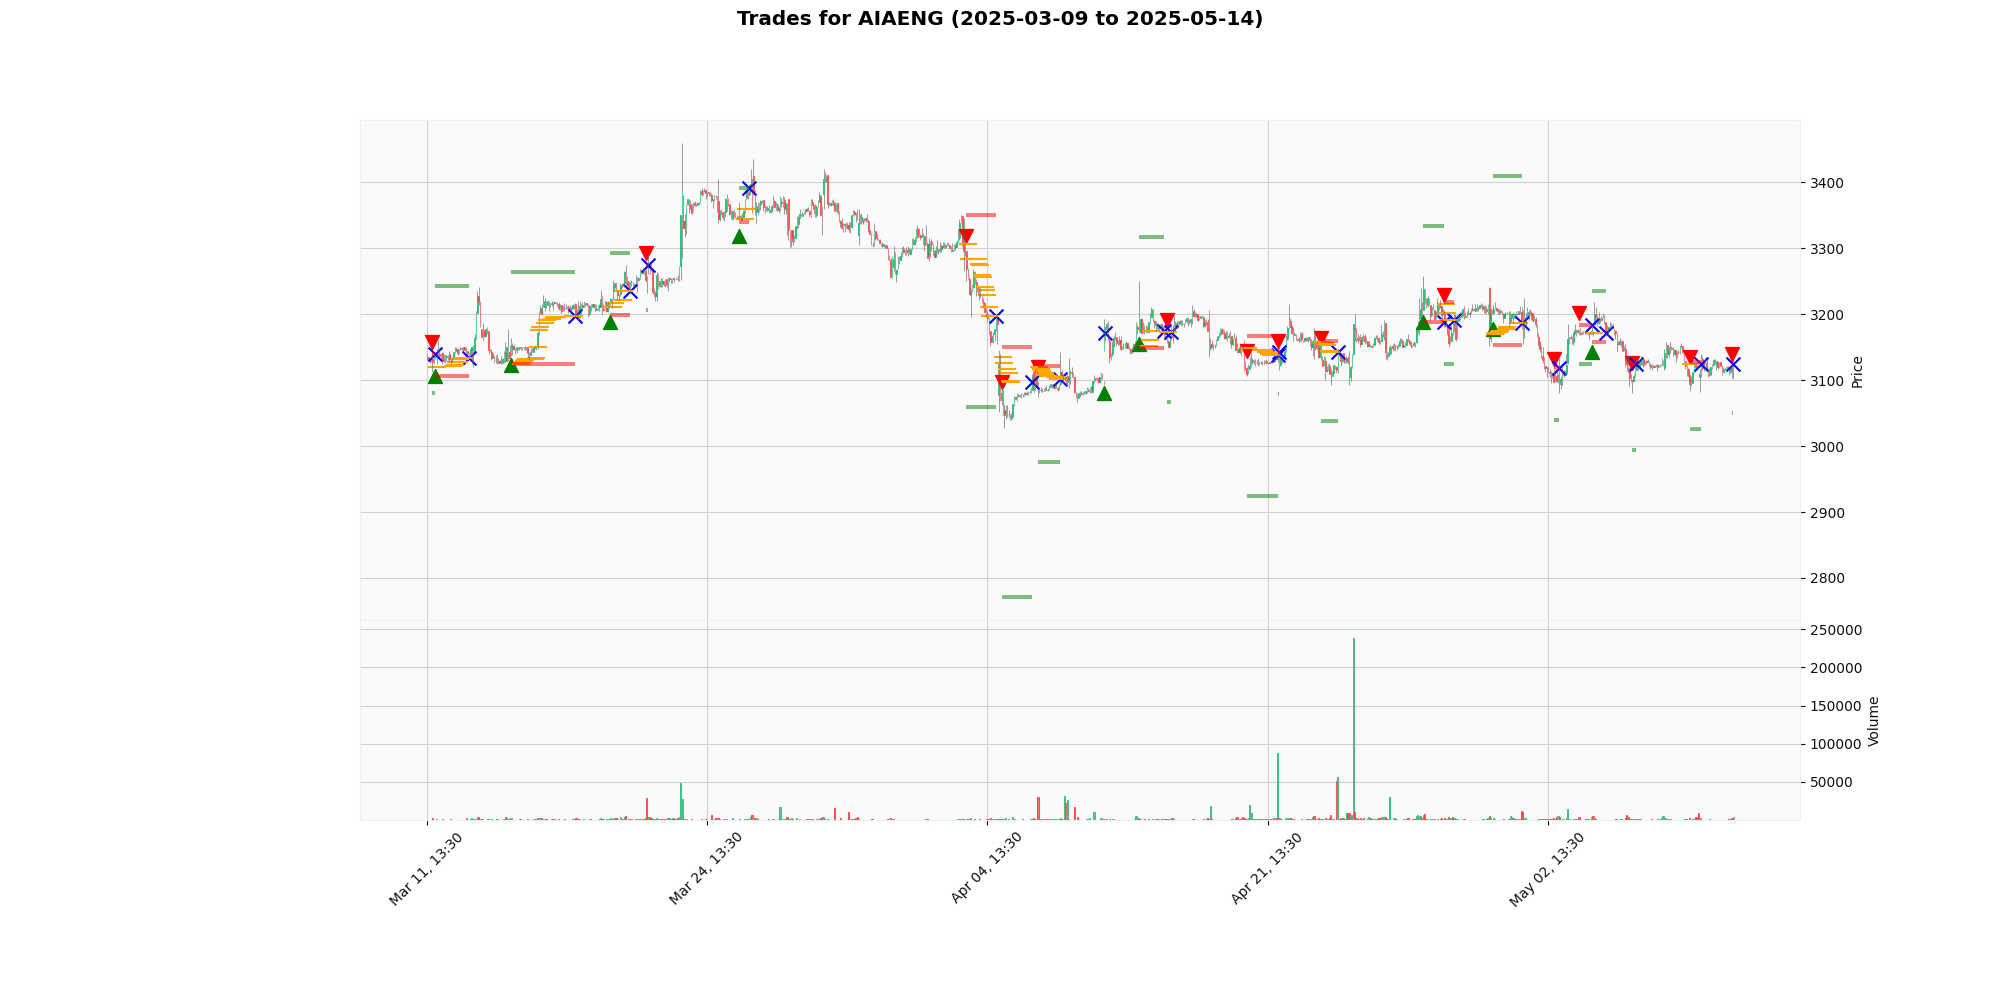 Trades for AIAENG (2025-03-09 to 2025-05-14)
3400
3300
3200
3100
3000
2900
2800
Price
250000
200000
150000
100000
50000
Volume
Mar 11, 13:30
Mar 24, 13:30
Apr 04, 13:30
Apr 21, 13:30
May 02, 13:30